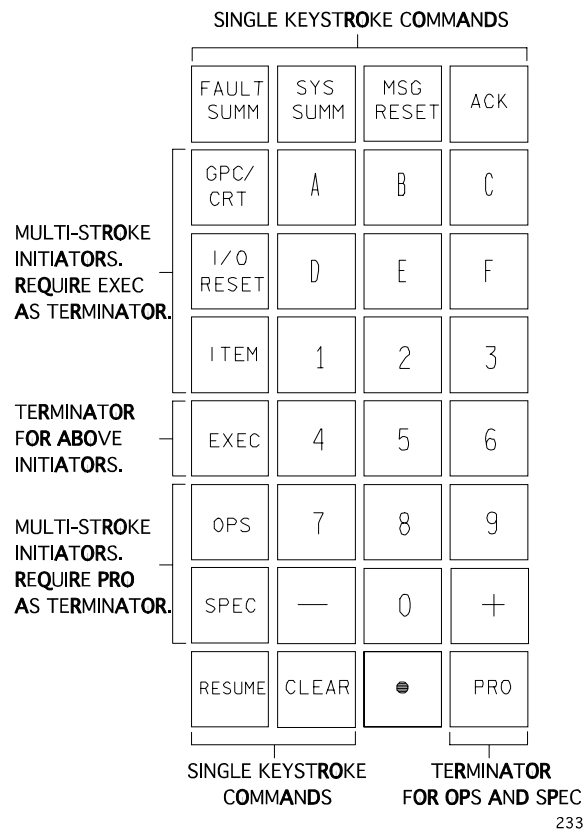 SINGLE KEYSTROKE COMMANDS
FAULT SUMM
SYS SUMM
MSG RESET
ACK
GPC/ CRT
A
B
C
MULTI-STROKE
INITIATORS.
REQUIRE EXEC
AS TERMINATOR.
I/O RESET
D
E
F
ITEM
1
2
3
TERMINATOR
FOR ABOVE
INITIATORS.
EXEC
4
5
6
MULTI-STROKE
INITIATORS.
REQUIRE PRO
AS TERMINATOR.
OPS
7
8
9
SPEC
—
0
+
RESUME
CLEAR
PRO
SINGLE KEYSTROKE
COMMANDS
TERMINATOR
FOR OPS AND SPEC
233